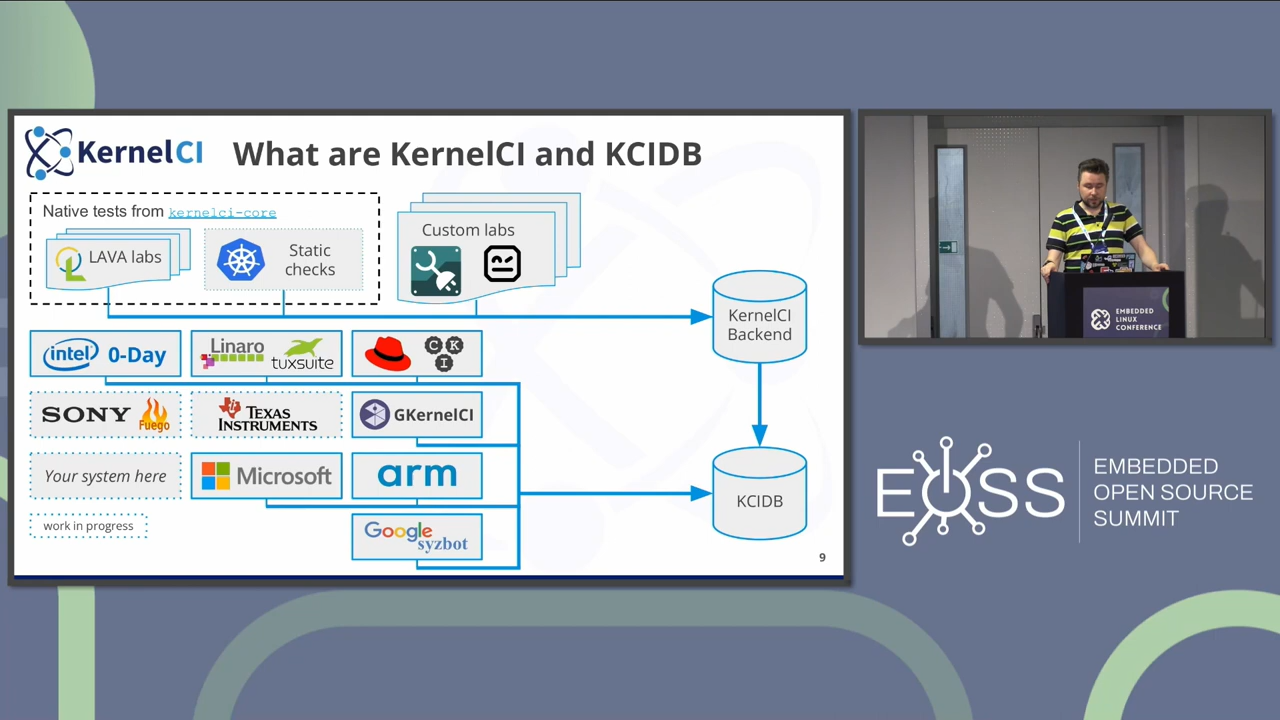 KernelCI
What are KernelCI and KCIDB
Native tests from kernelci-core
LAVA labs
Static
checks
Custom labs
KernelCI
Backend
intel 0-Day
Linaro
tuxsuite
C K
I
SONY
Fuego
TEXAS
INSTRUMENTS
GKernelCI
Your system here
Microsoft
arm
KCIDB
work in progress
Google
syzbot
9
EMBEDDED
LINUX
CONFERENCE
EOSS
EMBEDDED
OPEN SOURCE
SUMMIT